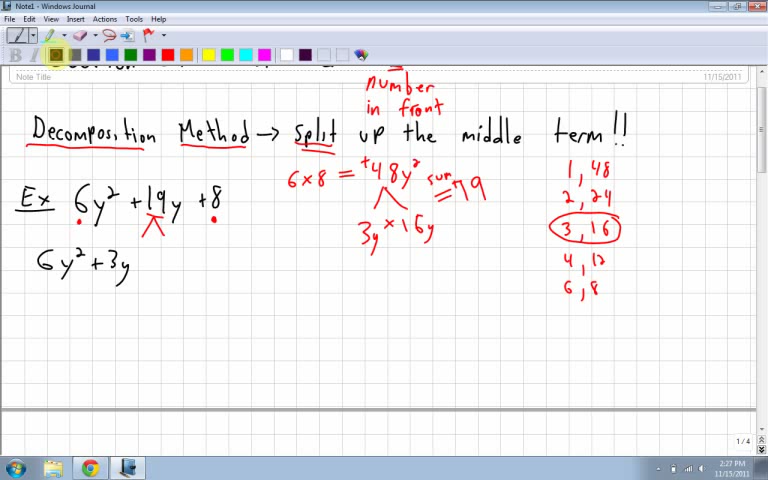 Note1 - Windows Journal
File Edit View Insert Actions Tools Help
B I
Note Title 11/15/2011
number
in front
Decomposition Method → Split up the middle term!!
6 x 8 = +48y² sum = +19
3y x 16y
1, 48
2, 24
3, 16
4, 12
6, 8
Ex 6y² + 19y + 8
6y² + 3y
1 / 4
2:27 PM
11/15/2011